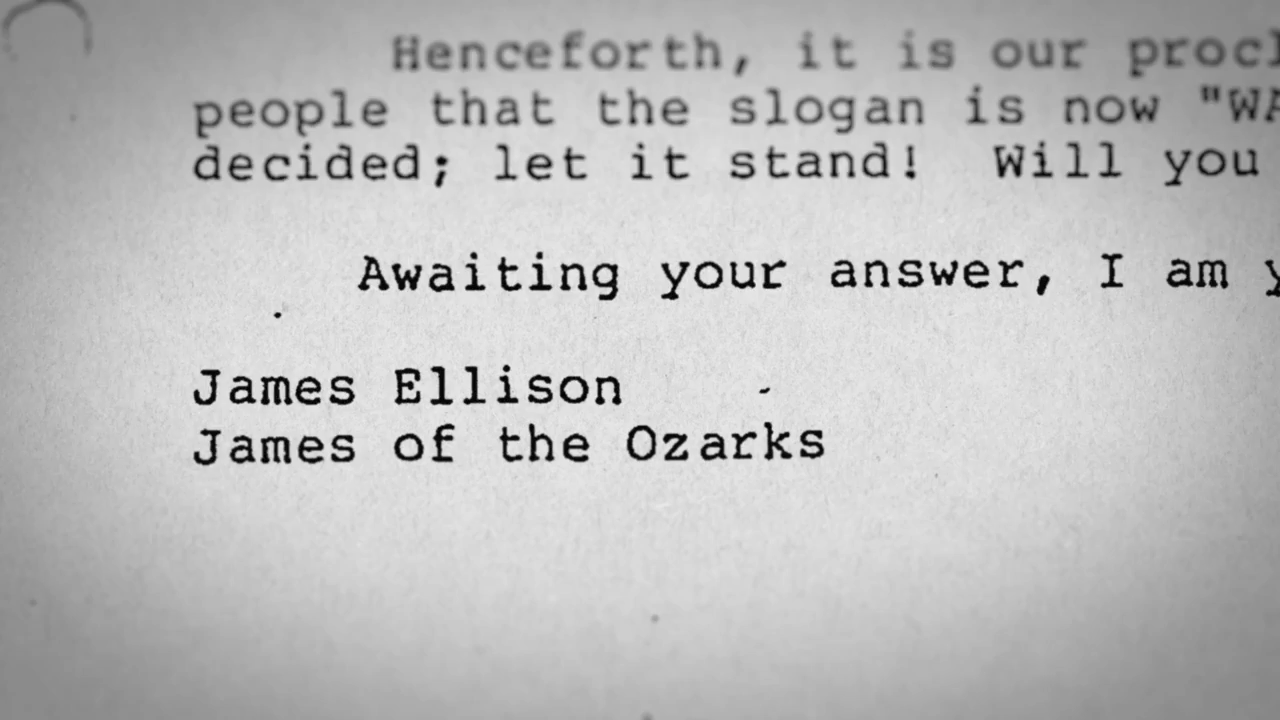 Henceforth, it is our
people that the slogan is now
decided; let it stand! Will you
Awaiting your answer, I am
James Ellison
James of the Ozarks